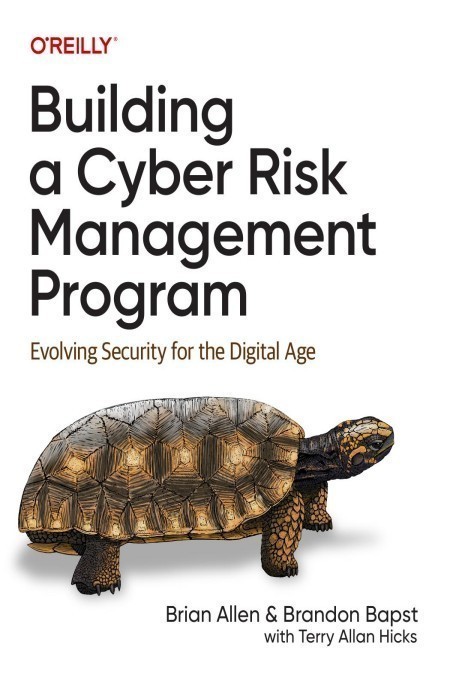 O'REILLY®
Building
a Cyber Risk
Management
Program
Evolving Security for the Digital Age
Brian Allen & Brandon Bapst
with Terry Allan Hicks